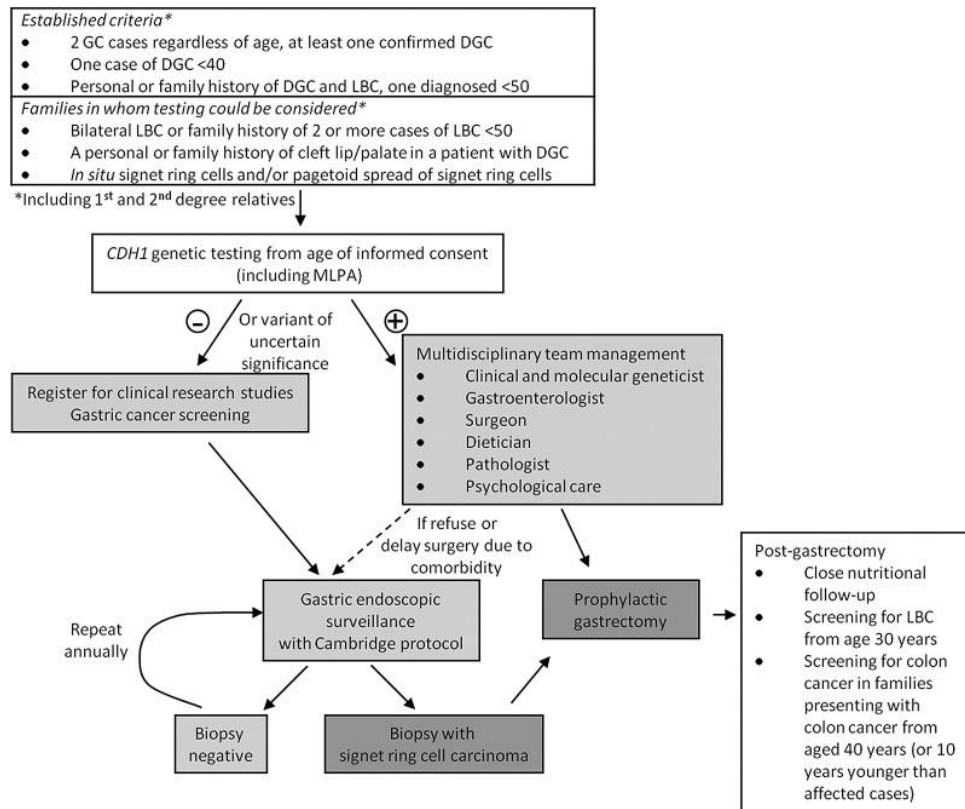 Established criteria*
• 2 GC cases regardless of age, at least one confirmed DGC
• One case of DGC <40
• Personal or family history of DGC and LBC, one diagnosed <50
Families in whom testing could be considered*
• Bilateral LBC or family history of 2 or more cases of LBC <50
• A personal or family history of cleft lip/palate in a patient with DGC
• In situ signet ring cells and/or pagetoid spread of signet ring cells
*Including 1st and 2nd degree relatives
CDH1 genetic testing from age of informed consent
(including MLPA)
−
Or variant of
uncertain
significance
+
Register for clinical research studies
Gastric cancer screening
Multidisciplinary team management
• Clinical and molecular geneticist
• Gastroenterologist
• Surgeon
• Dietician
• Pathologist
• Psychological care
If refuse or
delay surgery due to
comorbidity
Gastric endoscopic
surveillance
with Cambridge protocol
Repeat
annually
Biopsy
negative
Biopsy with
signet ring cell carcinoma
Prophylactic
gastrectomy
Post-gastrectomy
• Close nutritional
follow-up
• Screening for LBC
from age 30 years
• Screening for colon
cancer in families
presenting with
colon cancer from
aged 40 years (or 10
years younger than
affected cases)